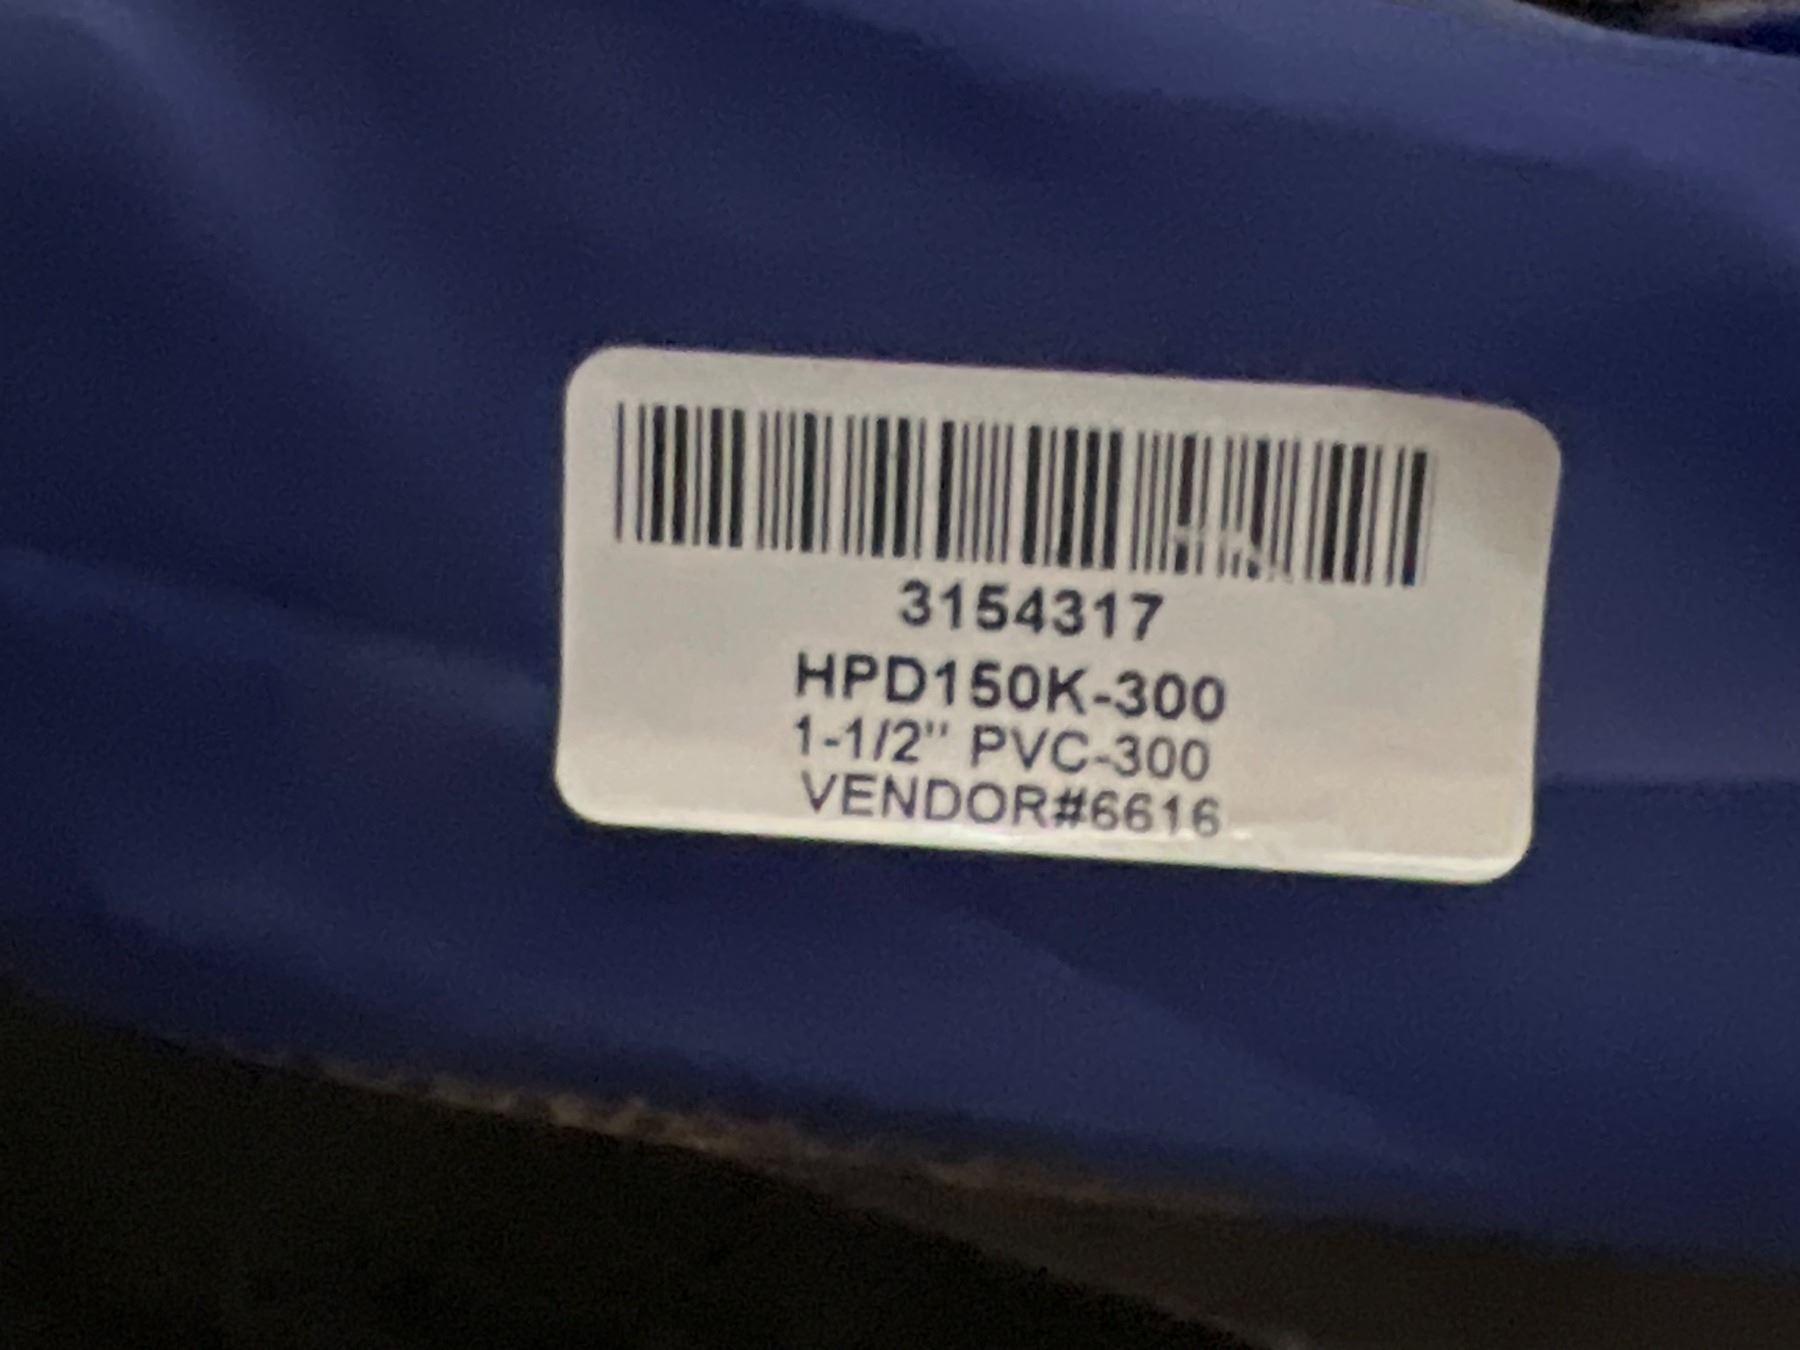 3154317
HPD150K-300
1-1/2" PVC-300
VENDOR#6616